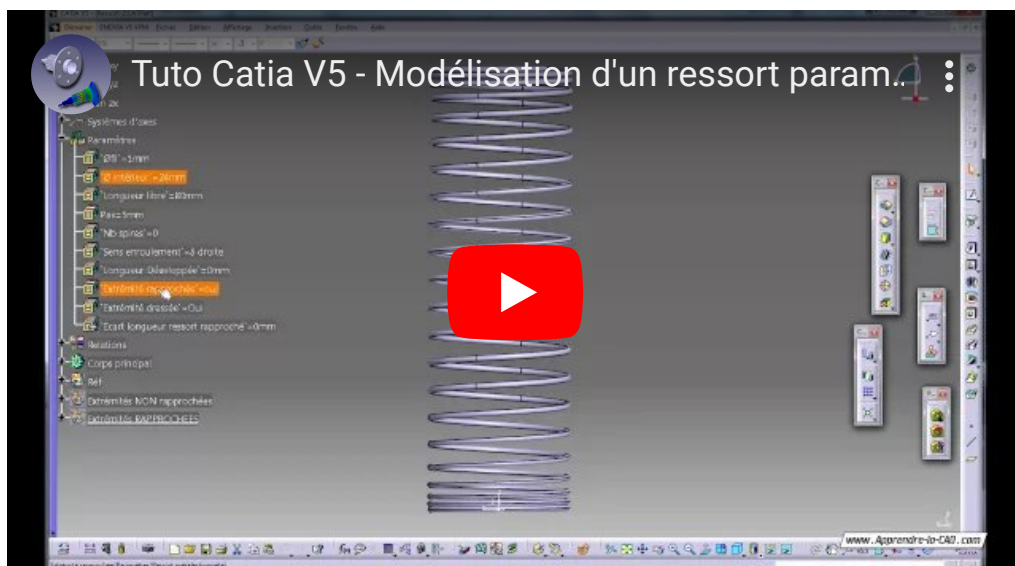 Tuto Catia V5 - Modélisation d'un ressort param..
Systèmes d'axes
Paramètres
=1mm
'Ø intérieur'=24mm
'Longueur libre'=80mm
Pas=5mm
'Nb spires'=0
'Sens enroulement'=à droite
'Longueur Développée'=0mm
'Extrémité rapprochée'=oui
'Extrémité dressée'=Oui
'Ecart longueur ressort rapproché'=0mm
Relations
Corps principal
Réf
Extrémités NON rapprochées
Extrémités RAPPROCHEES
www.Apprendre-la-CAO.com